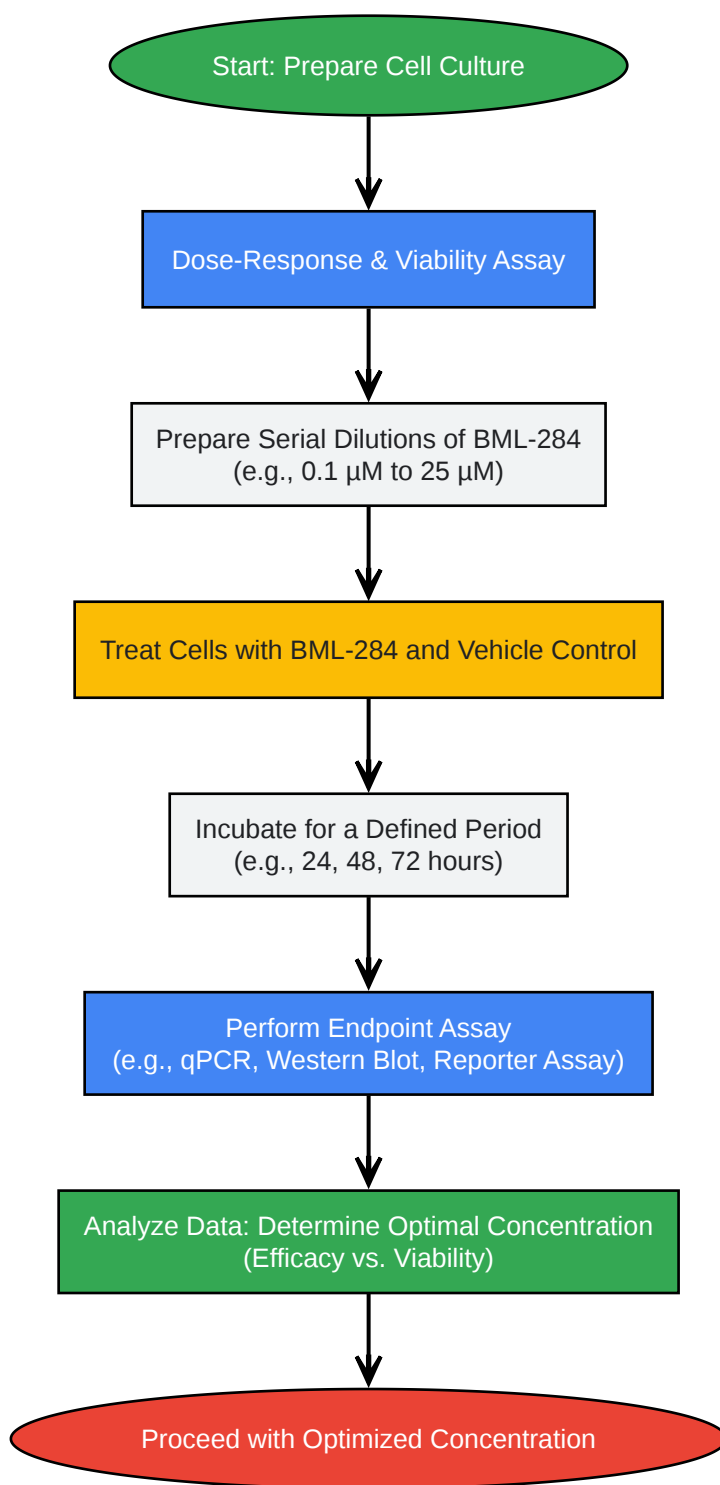 Start: Prepare Cell Culture
Dose-Response & Viability Assay
Prepare Serial Dilutions of BML-284
(e.g., 0.1 µM to 25 µM)
Treat Cells with BML-284 and Vehicle Control
Incubate for a Defined Period
(e.g., 24, 48, 72 hours)
Perform Endpoint Assay
(e.g., qPCR, Western Blot, Reporter Assay)
Analyze Data: Determine Optimal Concentration
(Efficacy vs. Viability)
Proceed with Optimized Concentration